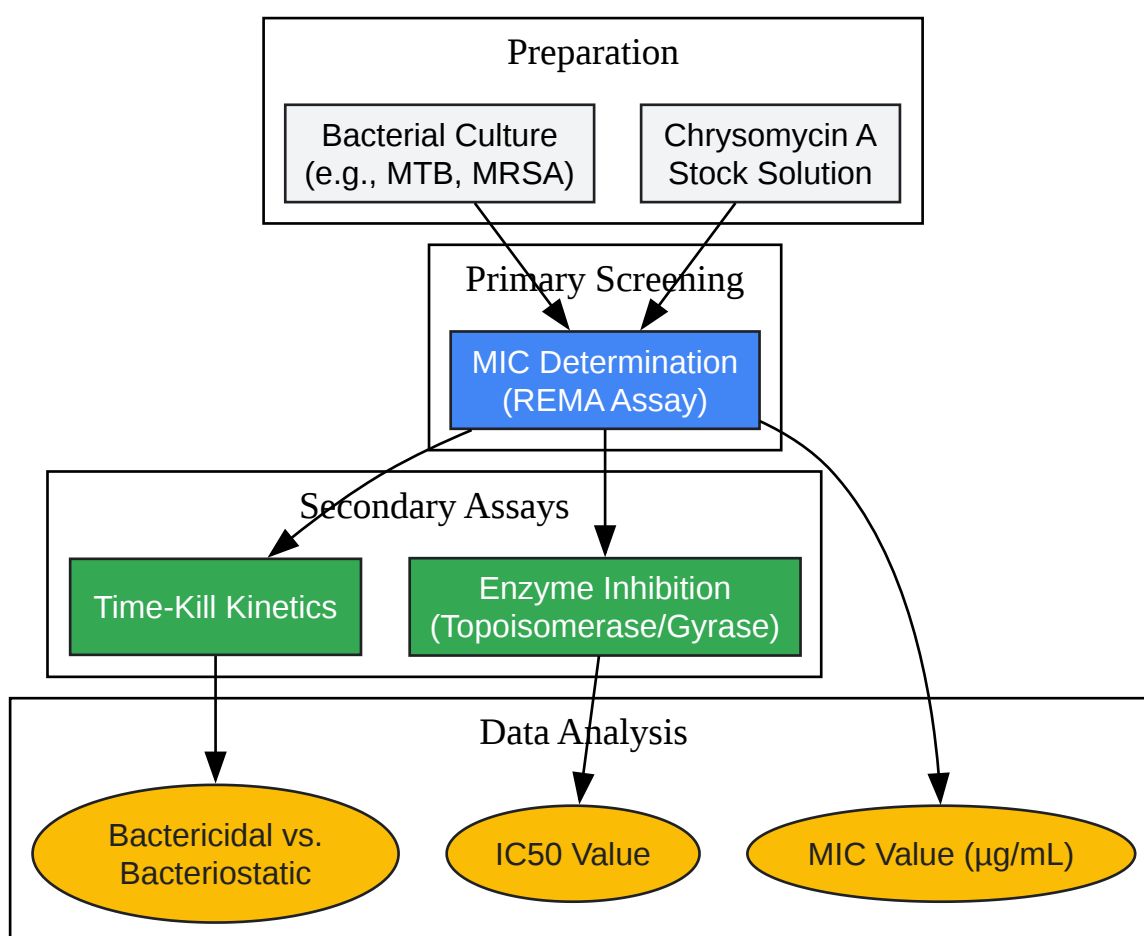 Preparation
Bacterial Culture
(e.g., MTB, MRSA)
Chrysomycin A
Stock Solution
Primary Screening
MIC Determination
(REMA Assay)
Secondary Assays
Time-Kill Kinetics
Enzyme Inhibition
(Topoisomerase/Gyrase)
Data Analysis
Bactericidal vs.
Bacteriostatic
IC50 Value
MIC Value (µg/mL)